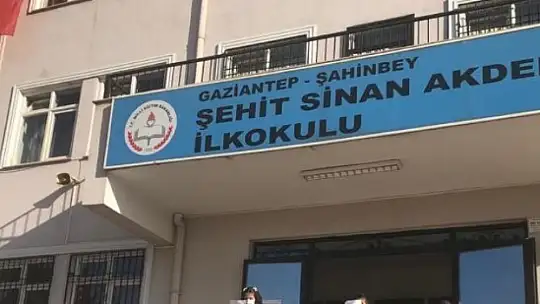 GAZİANTEP - ŞAHİNBEY
ŞEHİT SİNAN AKDE
İLKOKULU